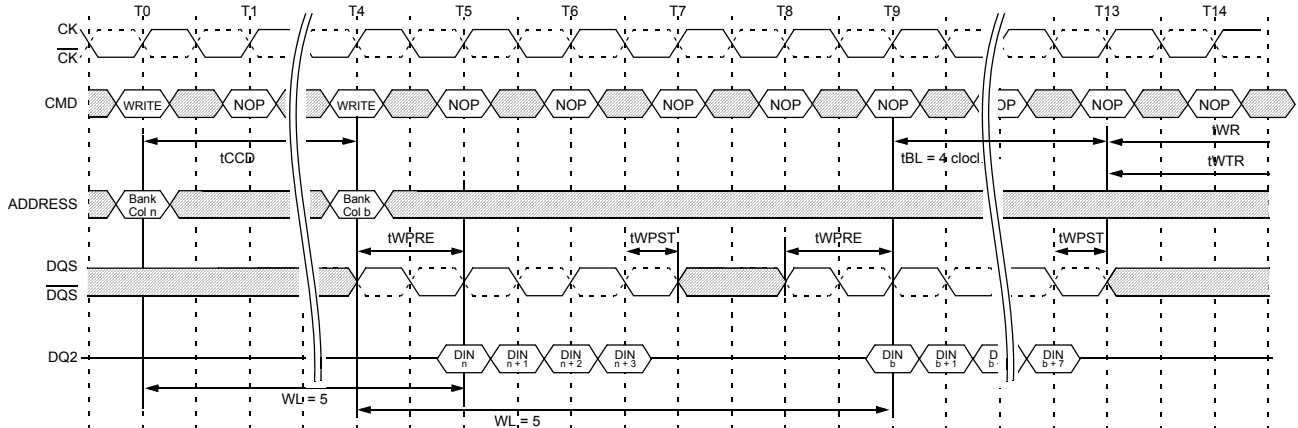 T0 T1 T4 T5 T6 T7 T8 T9 T13 T14
CK
CK
CMD WRITE NOP WRITE NOP NOP NOP NOP NOP OP NOP NOP
tCCD tBL = 4 clocl. tWR
tWTR
ADDRESS Bank Col n Bank Col b
tWPRE tWPST tWPRE tWPST
DQS
DQS
DQ2 DIN n DIN n + 1 DIN n + 2 DIN n + 3 DIN b DIN b + 1 D b DIN b + 7
WL = 5
WL = 5